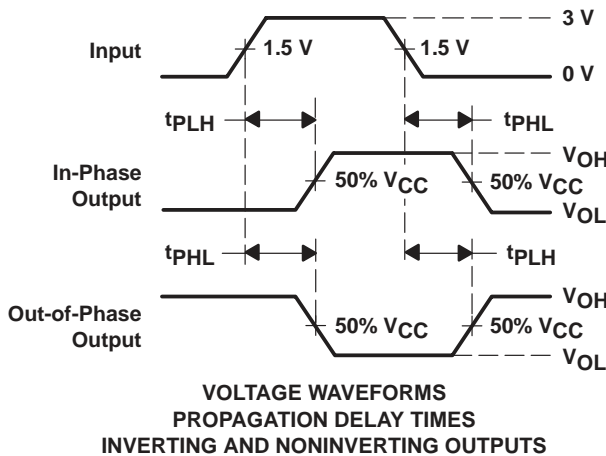 3 V
Input
1.5 V
1.5 V
0 V
tPLH
tPHL
VOH
In-Phase
Output
50% VCC
50% VCC
VOL
tPHL
tPLH
VOH
Out-of-Phase
Output
50% VCC
50% VCC
VOL
VOLTAGE WAVEFORMS
PROPAGATION DELAY TIMES
INVERTING AND NONINVERTING OUTPUTS